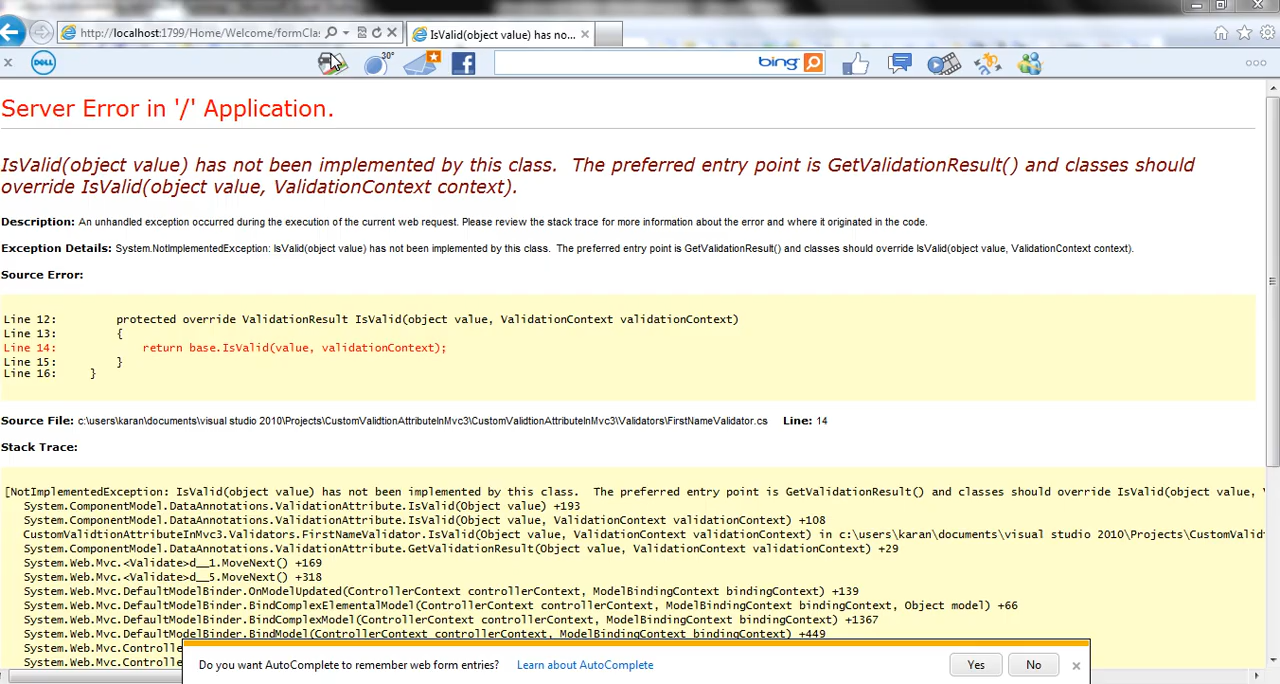 http://localhost:1799/Home/Welcome/formClas
IsValid(object value) has no...
DELL
30°
bing
Server Error in '/' Application.
IsValid(object value) has not been implemented by this class.  The preferred entry point is GetValidationResult() and classes should
override IsValid(object value, ValidationContext context).
Description: An unhandled exception occurred during the execution of the current web request. Please review the stack trace for more information about the error and where it originated in the code.
Exception Details: System.NotImplementedException: IsValid(object value) has not been implemented by this class.  The preferred entry point is GetValidationResult() and classes should override IsValid(object value, ValidationContext context).
Source Error:
Line 12:         protected override ValidationResult IsValid(object value, ValidationContext validationContext)
Line 13:         {
Line 14:             return base.IsValid(value, validationContext);
Line 15:         }
Line 16:     }
Source File: c:\users\karan\documents\visual studio 2010\Projects\CustomValidtionAttributeInMvc3\CustomValidtionAttributeInMvc3\Validators\FirstNameValidator.cs    Line: 14
Stack Trace:
[NotImplementedException: IsValid(object value) has not been implemented by this class.  The preferred entry point is GetValidationResult() and classes should override IsValid(object value,
System.ComponentModel.DataAnnotations.ValidationAttribute.IsValid(Object value) +193
System.ComponentModel.DataAnnotations.ValidationAttribute.IsValid(Object value, ValidationContext validationContext) +108
CustomValidtionAttributeInMvc3.Validators.FirstNameValidator.IsValid(Object value, ValidationContext validationContext) in c:\users\karan\documents\visual studio 2010\Projects\CustomValidt
System.ComponentModel.DataAnnotations.ValidationAttribute.GetValidationResult(Object value, ValidationContext validationContext) +29
System.Web.Mvc.<Validate>d__1.MoveNext() +169
System.Web.Mvc.<Validate>d__5.MoveNext() +318
System.Web.Mvc.DefaultModelBinder.OnModelUpdated(ControllerContext controllerContext, ModelBindingContext bindingContext) +139
System.Web.Mvc.DefaultModelBinder.BindComplexElementalModel(ControllerContext controllerContext, ModelBindingContext bindingContext, Object model) +66
System.Web.Mvc.DefaultModelBinder.BindComplexModel(ControllerContext controllerContext, ModelBindingContext bindingContext) +1367
System.Web.Mvc.DefaultModelBinder.BindModel(ControllerContext controllerContext, ModelBindingContext bindingContext) +449
System.Web.Mvc.Contro
System.Web.Mvc.Controlle
Do you want AutoComplete to remember web form entries? Learn about AutoComplete Yes No